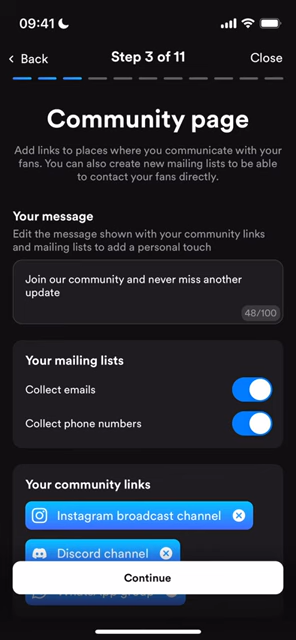 09:41
Back
Step 3 of 11
Close
Community page
Add links to places where you communicate with your
fans. You can also create new mailing lists to be able
to contact your fans directly.
Your message
Edit the message shown with your community links
and mailing lists to add a personal touch
Join our community and never miss another
update
48/100
Your mailing lists
Collect emails
Collect phone numbers
Your community links
Instagram broadcast channel
Discord channel
Continue
WhatsApp group